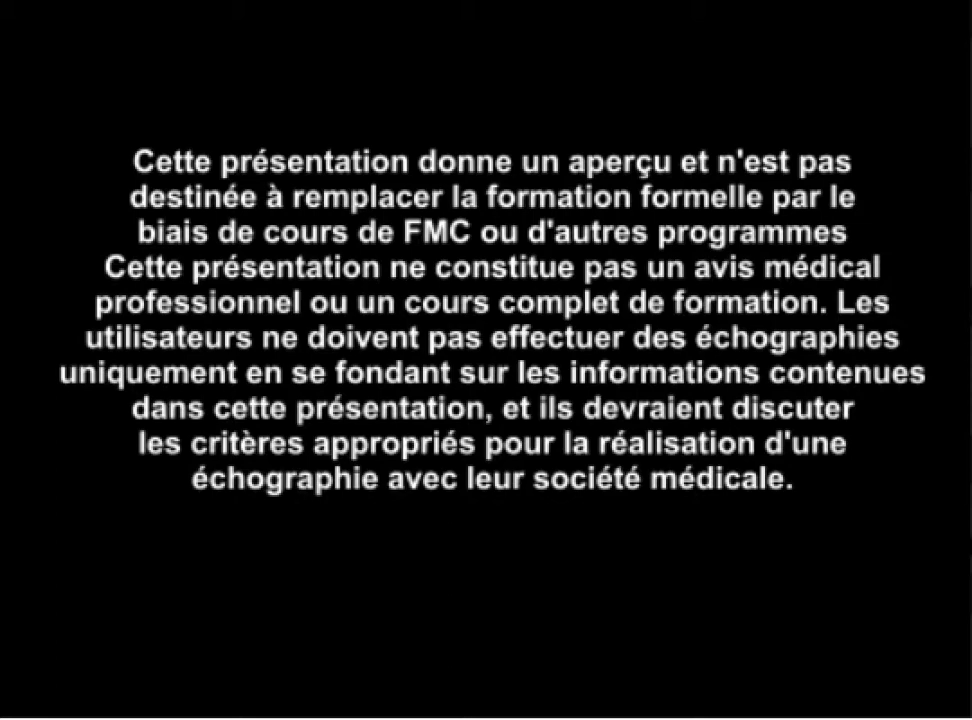 Cette présentation donne un aperçu et n'est pas
destinée à remplacer la formation formelle par le
biais de cours de FMC ou d'autres programmes
Cette présentation ne constitue pas un avis médical
professionnel ou un cours complet de formation. Les
utilisateurs ne doivent pas effectuer des échographies
uniquement en se fondant sur les informations contenues
dans cette présentation, et ils devraient discuter
les critères appropriés pour la réalisation d'une
échographie avec leur société médicale.